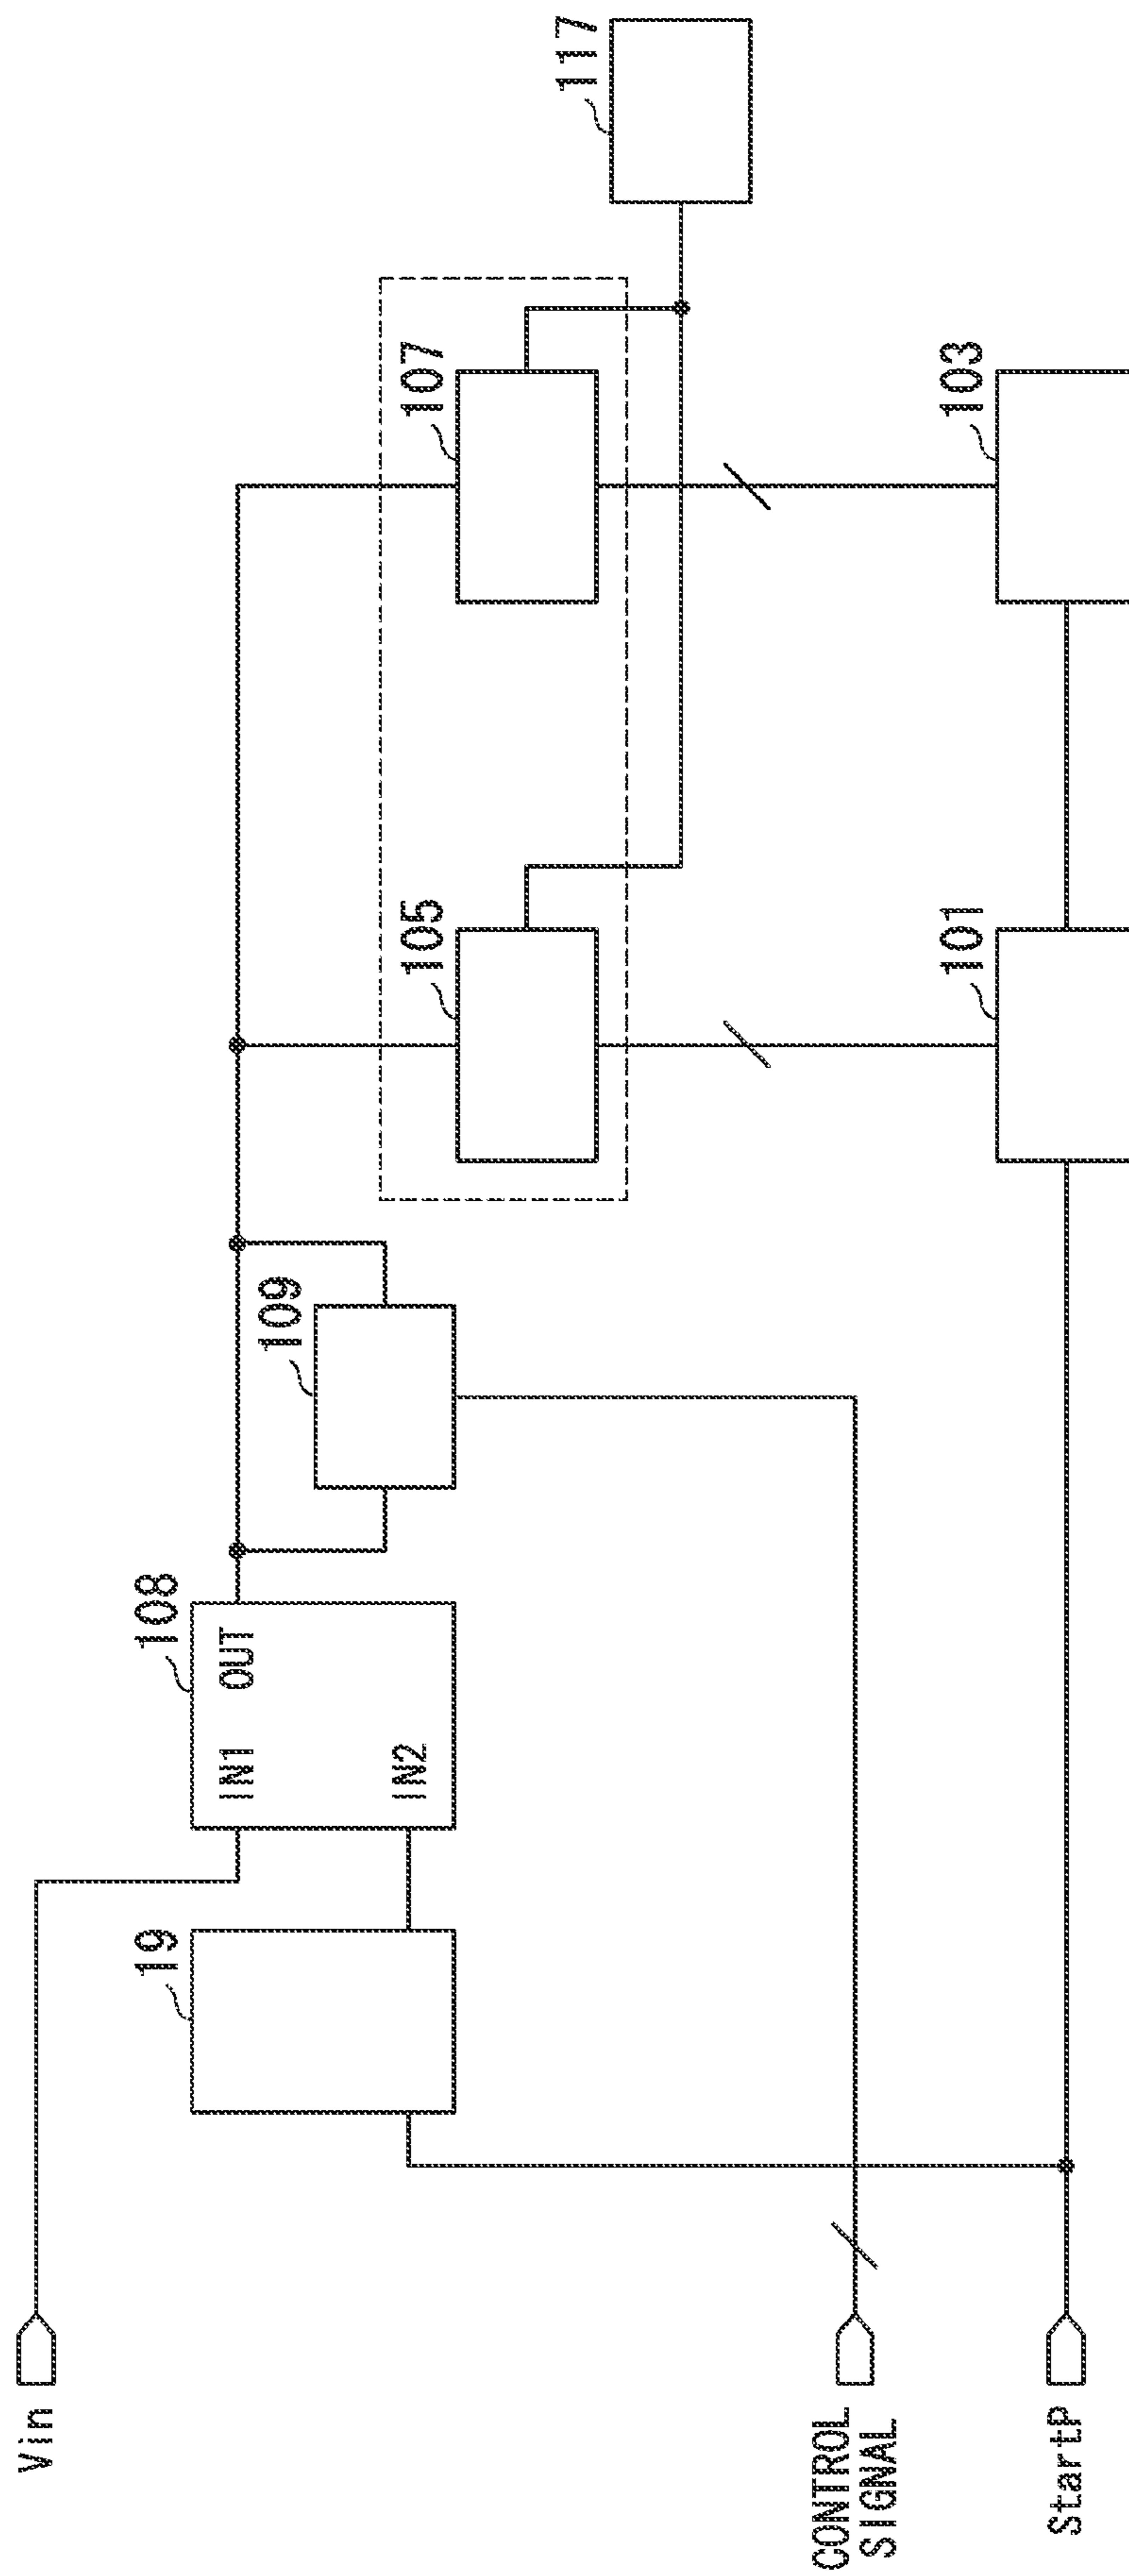 Vin
19
108
IN1 OUT
IN2
109
105
107
117
CONTROL
SIGNAL
StartP
101
103